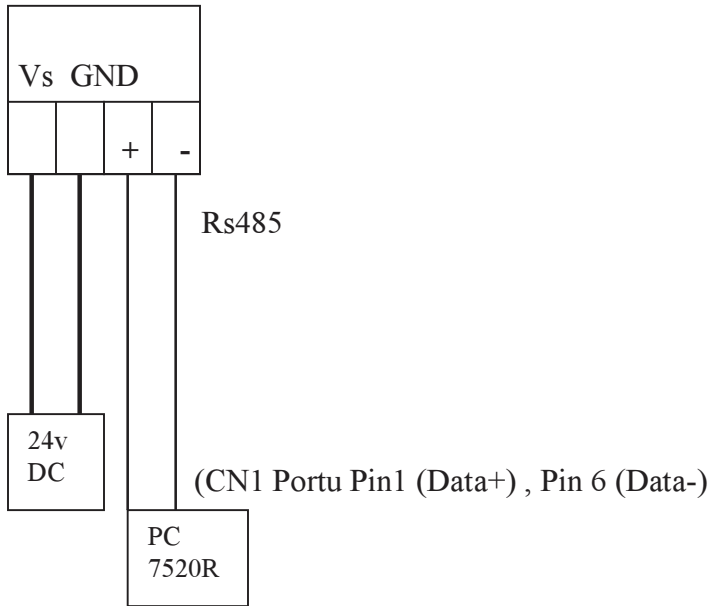 Vs GND
+ -
Rs485
24v
DC
(CN1 Portu Pin1 (Data+) , Pin 6 (Data-)
PC
7520R